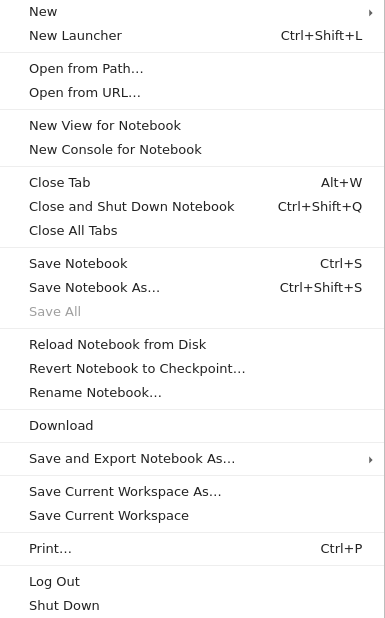 New
New Launcher Ctrl+Shift+L
Open from Path…
Open from URL…
New View for Notebook
New Console for Notebook
Close Tab Alt+W
Close and Shut Down Notebook Ctrl+Shift+Q
Close All Tabs
Save Notebook Ctrl+S
Save Notebook As… Ctrl+Shift+S
Save All
Reload Notebook from Disk
Revert Notebook to Checkpoint…
Rename Notebook…
Download
Save and Export Notebook As…
Save Current Workspace As…
Save Current Workspace
Print… Ctrl+P
Log Out
Shut Down